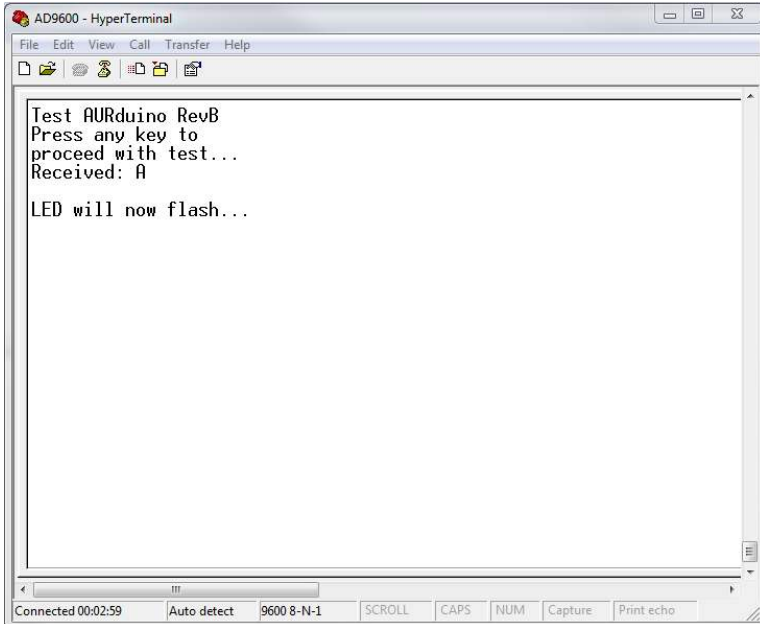 AD9600 - HyperTerminal
File Edit View Call Transfer Help
Test AURduino RevB
Press any key to
proceed with test...
Received: A
LED will now flash...
Connected 00:02:59 Auto detect 9600 8-N-1 SCROLL CAPS NUM Capture Print echo